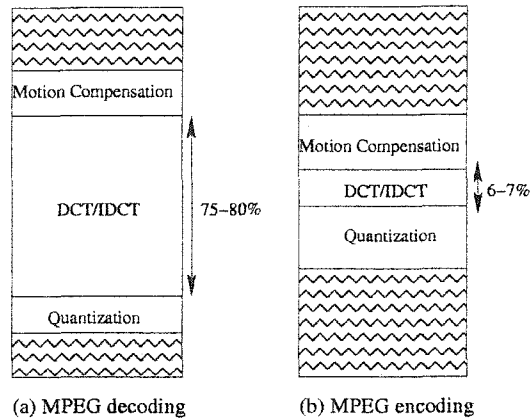 Motion Compensation
DCT/IDCT
75–80%
Quantization
(a) MPEG decoding
Motion Compensation
DCT/IDCT
6–7%
Quantization
(b) MPEG encoding